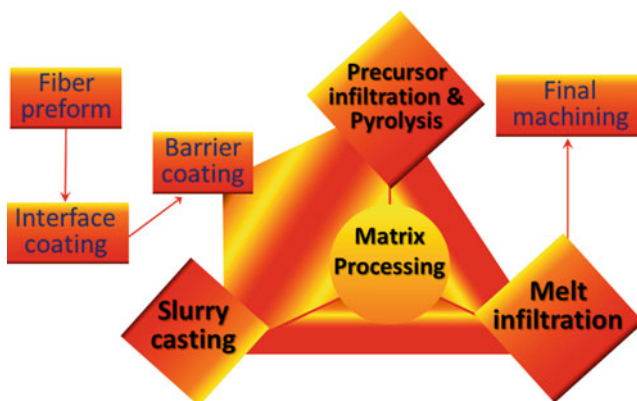 Fiber
preform
Interface
coating
Barrier
coating
Precursor
infiltration &
Pyrolysis
Matrix
Processing
Slurry
casting
Melt
infiltration
Final
machining